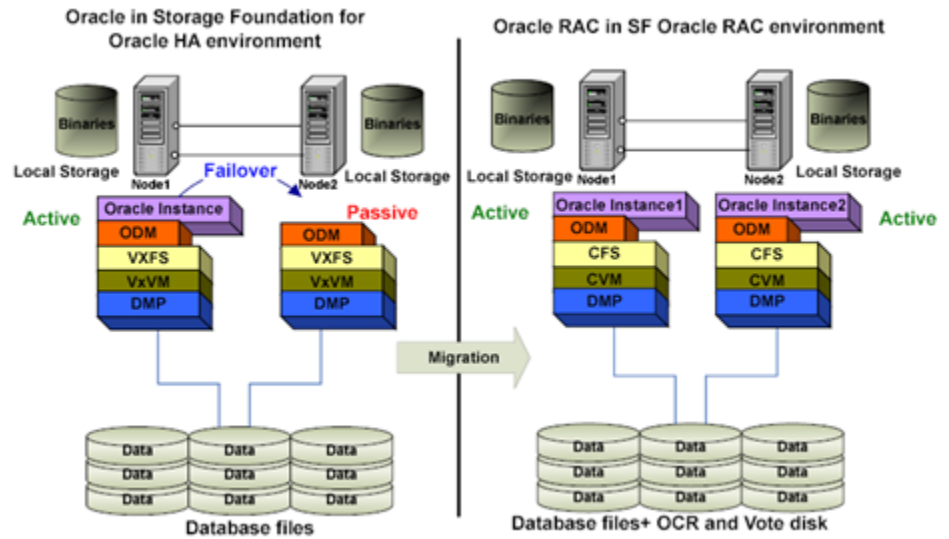 Oracle in Storage Foundation for
Oracle HA environment
Binaries
Local Storage
Node1
Failover
Node2
Binaries
Local Storage
Active
Oracle Instance
Passive
ODM
VXFS
VxVM
DMP
ODM
VXFS
VxVM
DMP
Data Data Data
Data Data Data
Data Data Data
Database files
Migration
Oracle RAC in SF Oracle RAC environment
Binaries
Local Storage
Node1
Node2
Binaries
Local Storage
Active
Oracle Instance1
Oracle Instance2
Active
ODM
CFS
CVM
DMP
ODM
CFS
CVM
DMP
Data Data Data
Data Data Data
Data Data Data
Database files+ OCR and Vote disk